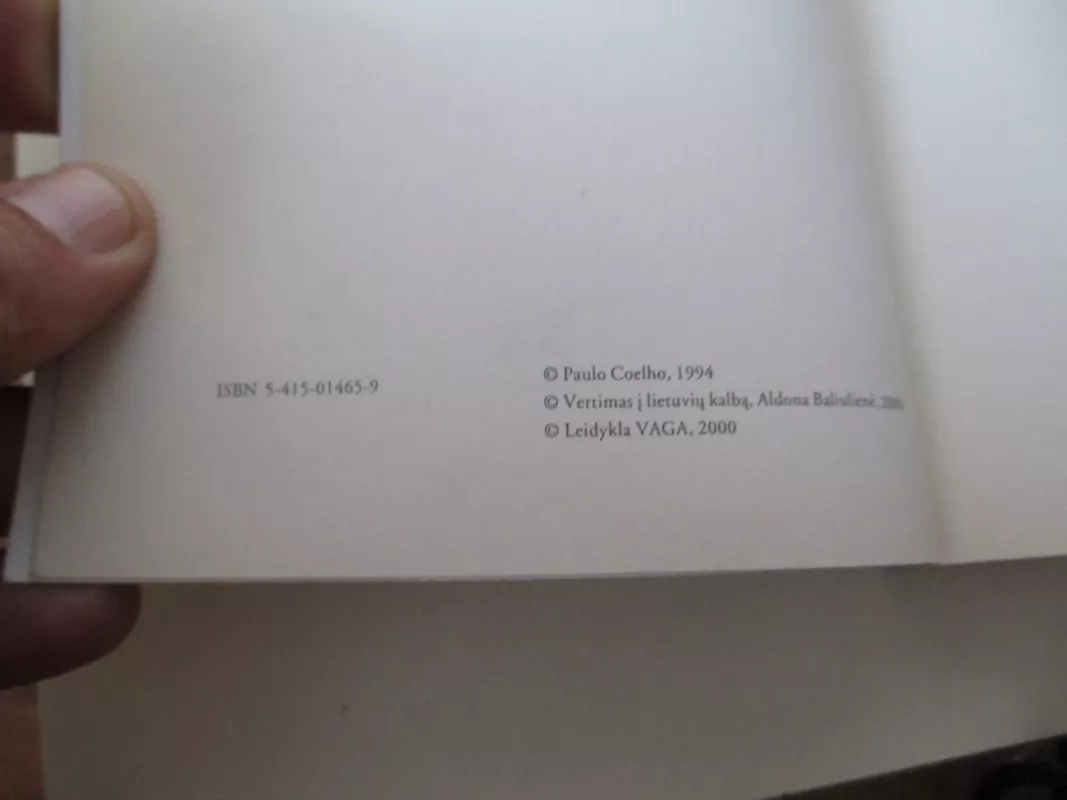 ISBN 5-415-01465-9
© Paulo Coelho, 1994
© Vertimas į lietuvių kalbą, Aldona Baliulienė,
© Leidykla VAGA, 2000